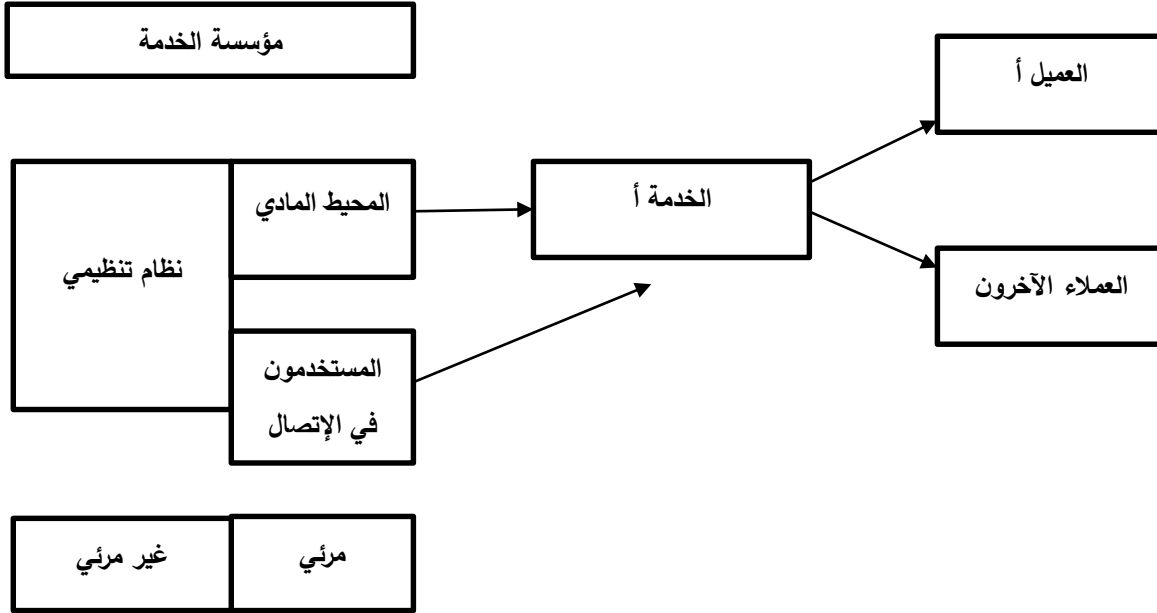 مؤسسة الخدمة
العميل أ
المحيط المادي
الخدمة أ
نظام تنظيمي
العملاء الآخرون
المستخدمون
في الإتصال
مرئي
غير مرئي